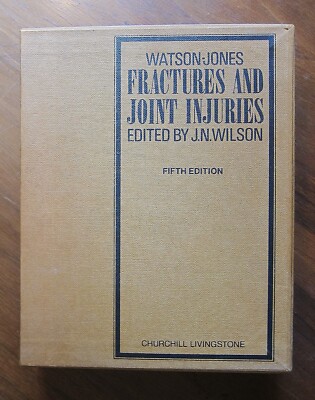 WATSON-JONES
FRACTURES AND
JOINT INJURIES
EDITED BY J.N.WILSON
FIFTH EDITION
CHURCHILL LIVINGSTONE